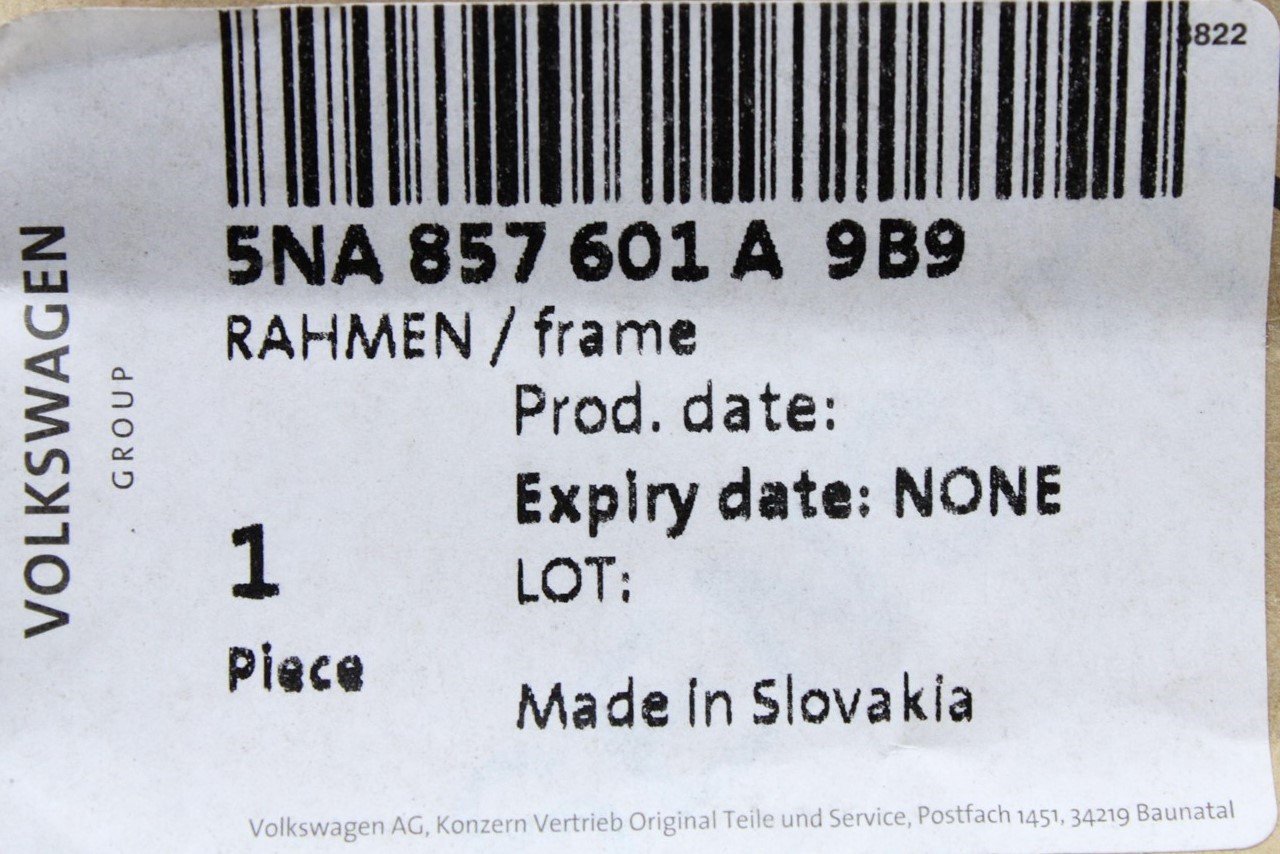 8822
5NA 857 601 A 9B9
RAHMEN / frame
Prod. date:
Expiry date: NONE
1
LOT:
Piece
Made in Slovakia
VOLKSWAGEN
GROUP
Volkswagen AG, Konzern Vertrieb Original Teile und Service, Postfach 1451, 34219 Baunatal